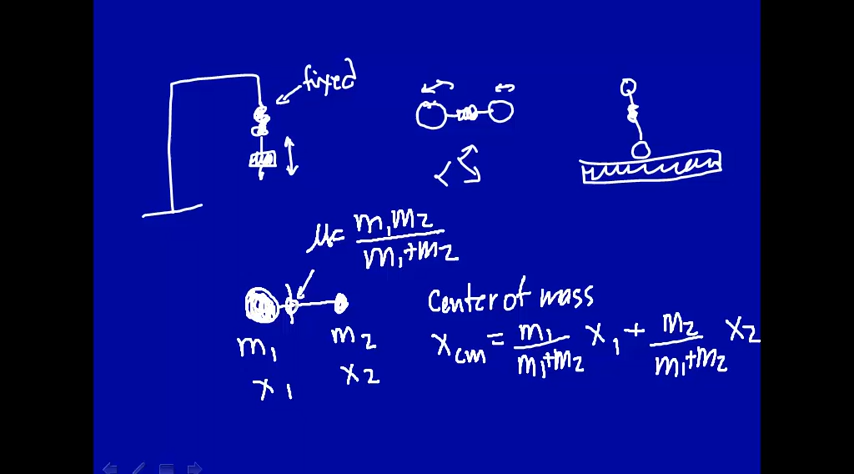 fixed
μ = m₁m₂ / m₁+m₂
Center of mass
m₁ m₂
x_cm = m₁/(m₁+m₂) x₁ + m₂/(m₁+m₂) x₂
x₁ x₂